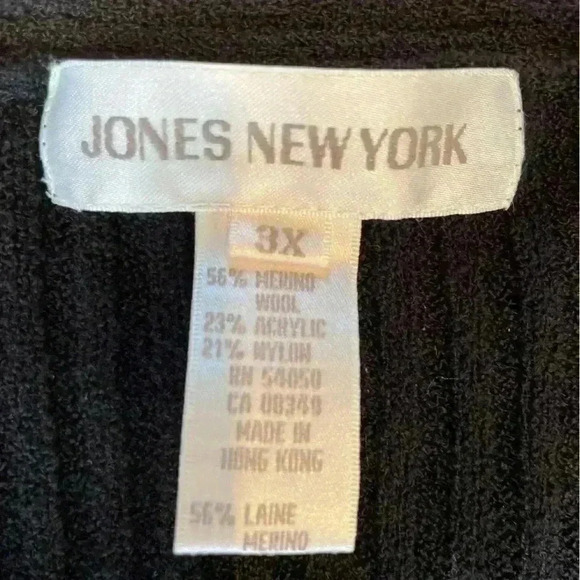 JONES NEW YORK
3X
56% MERINO
WOOL
23% ACRYLIC
21% NYLON
RN 54050
CA 00349
MADE IN
HONG KONG
56% LAINE
MERINO